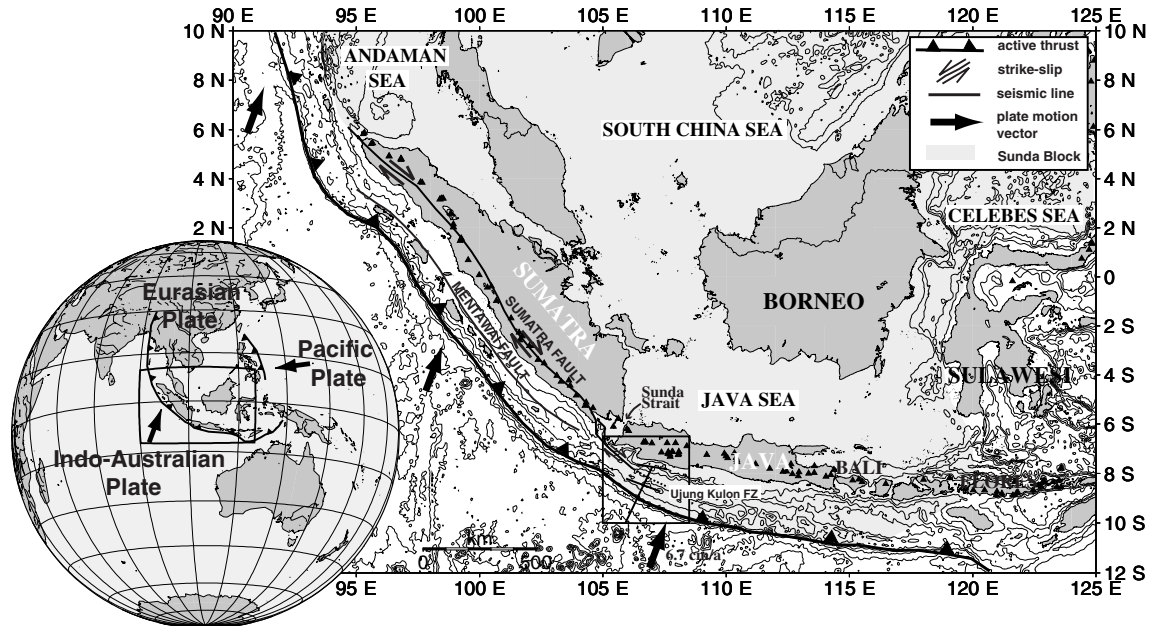 90 E 95 E 100 E 105 E 110 E 115 E 120 E 125 E
10 N
8 N
6 N
4 N
2 N
10 N
8 N
6 N
4 N
2 N
0
2 S
4 S
6 S
8 S
10 S
12 S
95 E 100 E 105 E 110 E 115 E 120 E 125 E
active thrust
strike-slip
seismic line
plate motion
vector
Sunda Block
ANDAMAN
SEA
SOUTH CHINA SEA
CELEBES SEA
SUMATRA
BORNEO
MENTAWAI FAULT
SUMATRA FAULT
SULAWESI
Sunda
Strait
JAVA SEA
JAVA
BALI
Ujung Kulon FZ
6.7 cm/a
km
0 500
Eurasian
Plate
Pacific
Plate
Indo-Australian
Plate